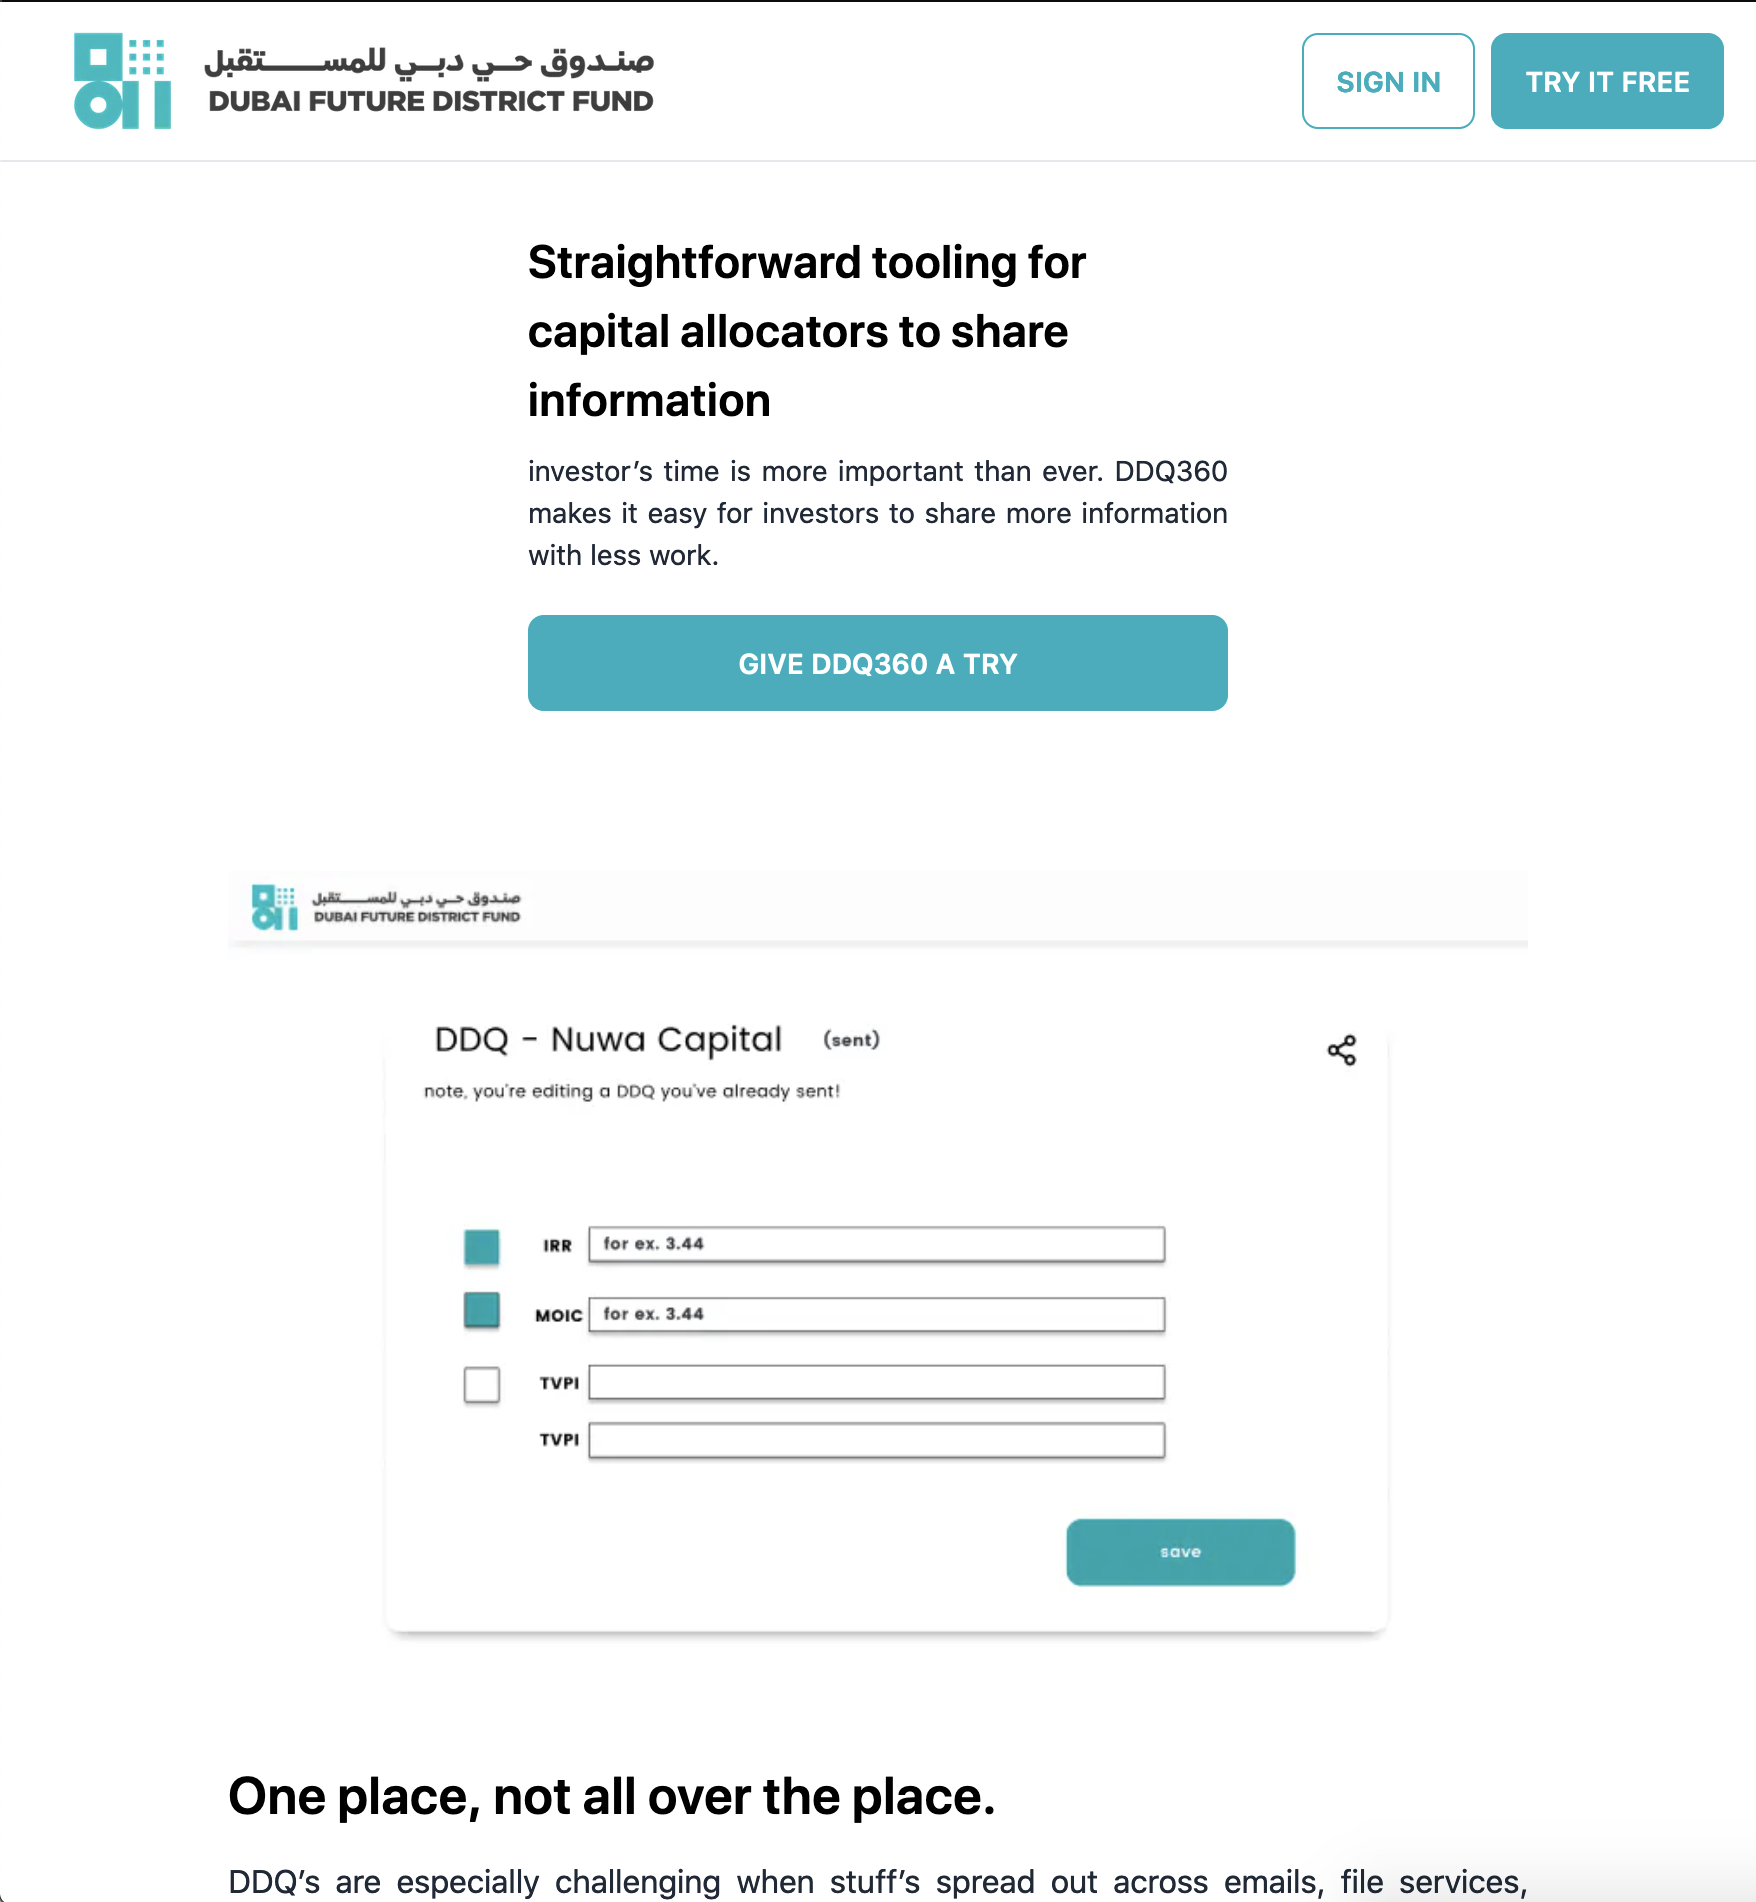 صندوق حي دبي للمستقبل
DUBAI FUTURE DISTRICT FUND
SIGN IN
TRY IT FREE
Straightforward tooling for
capital allocators to share
information
investor’s time is more important than ever. DDQ360
makes it easy for investors to share more information
with less work.
GIVE DDQ360 A TRY
صندوق حي دبي للمستقبل
DUBAI FUTURE DISTRICT FUND
DDQ - Nuwa Capital (sent)
note, you're editing a DDQ you've already sent!
IRR for ex. 3.44
MOIC for ex. 3.44
TVPI
TVPI
save
One place, not all over the place.
DDQ’s are especially challenging when stuff’s spread out across emails, file services,